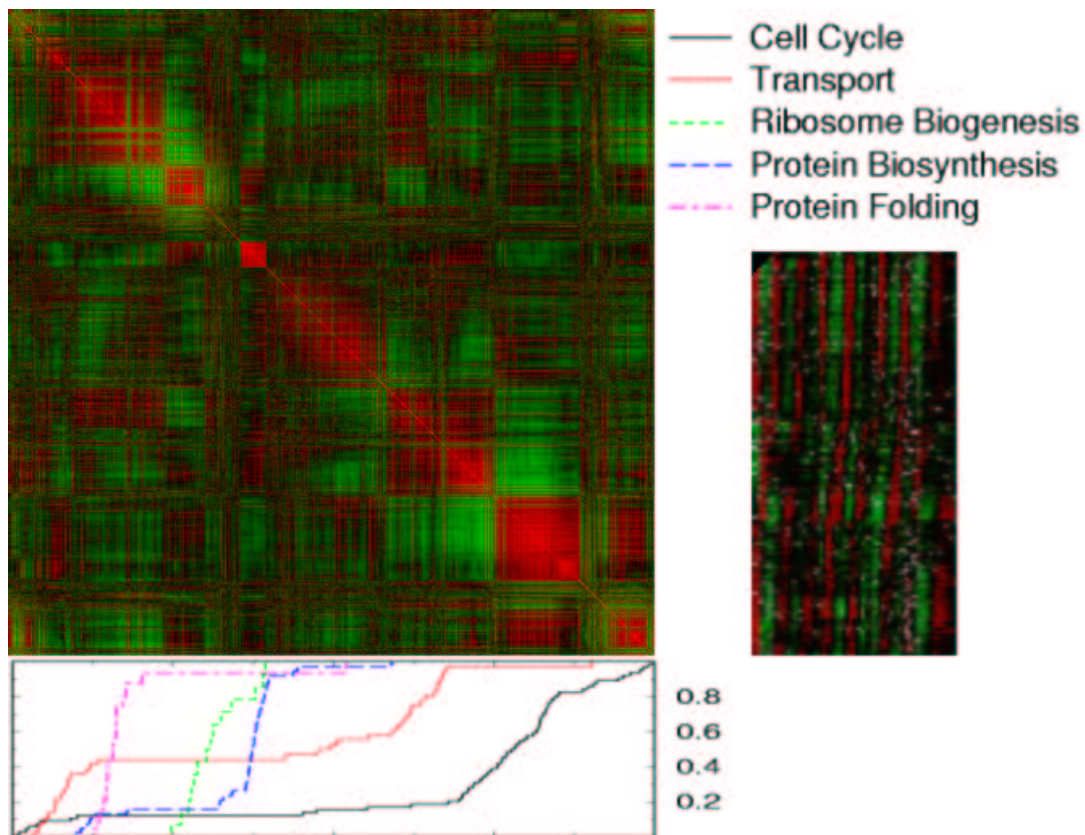 Cell Cycle
Transport
Ribosome Biogenesis
Protein Biosynthesis
Protein Folding
0.8
0.6
0.4
0.2